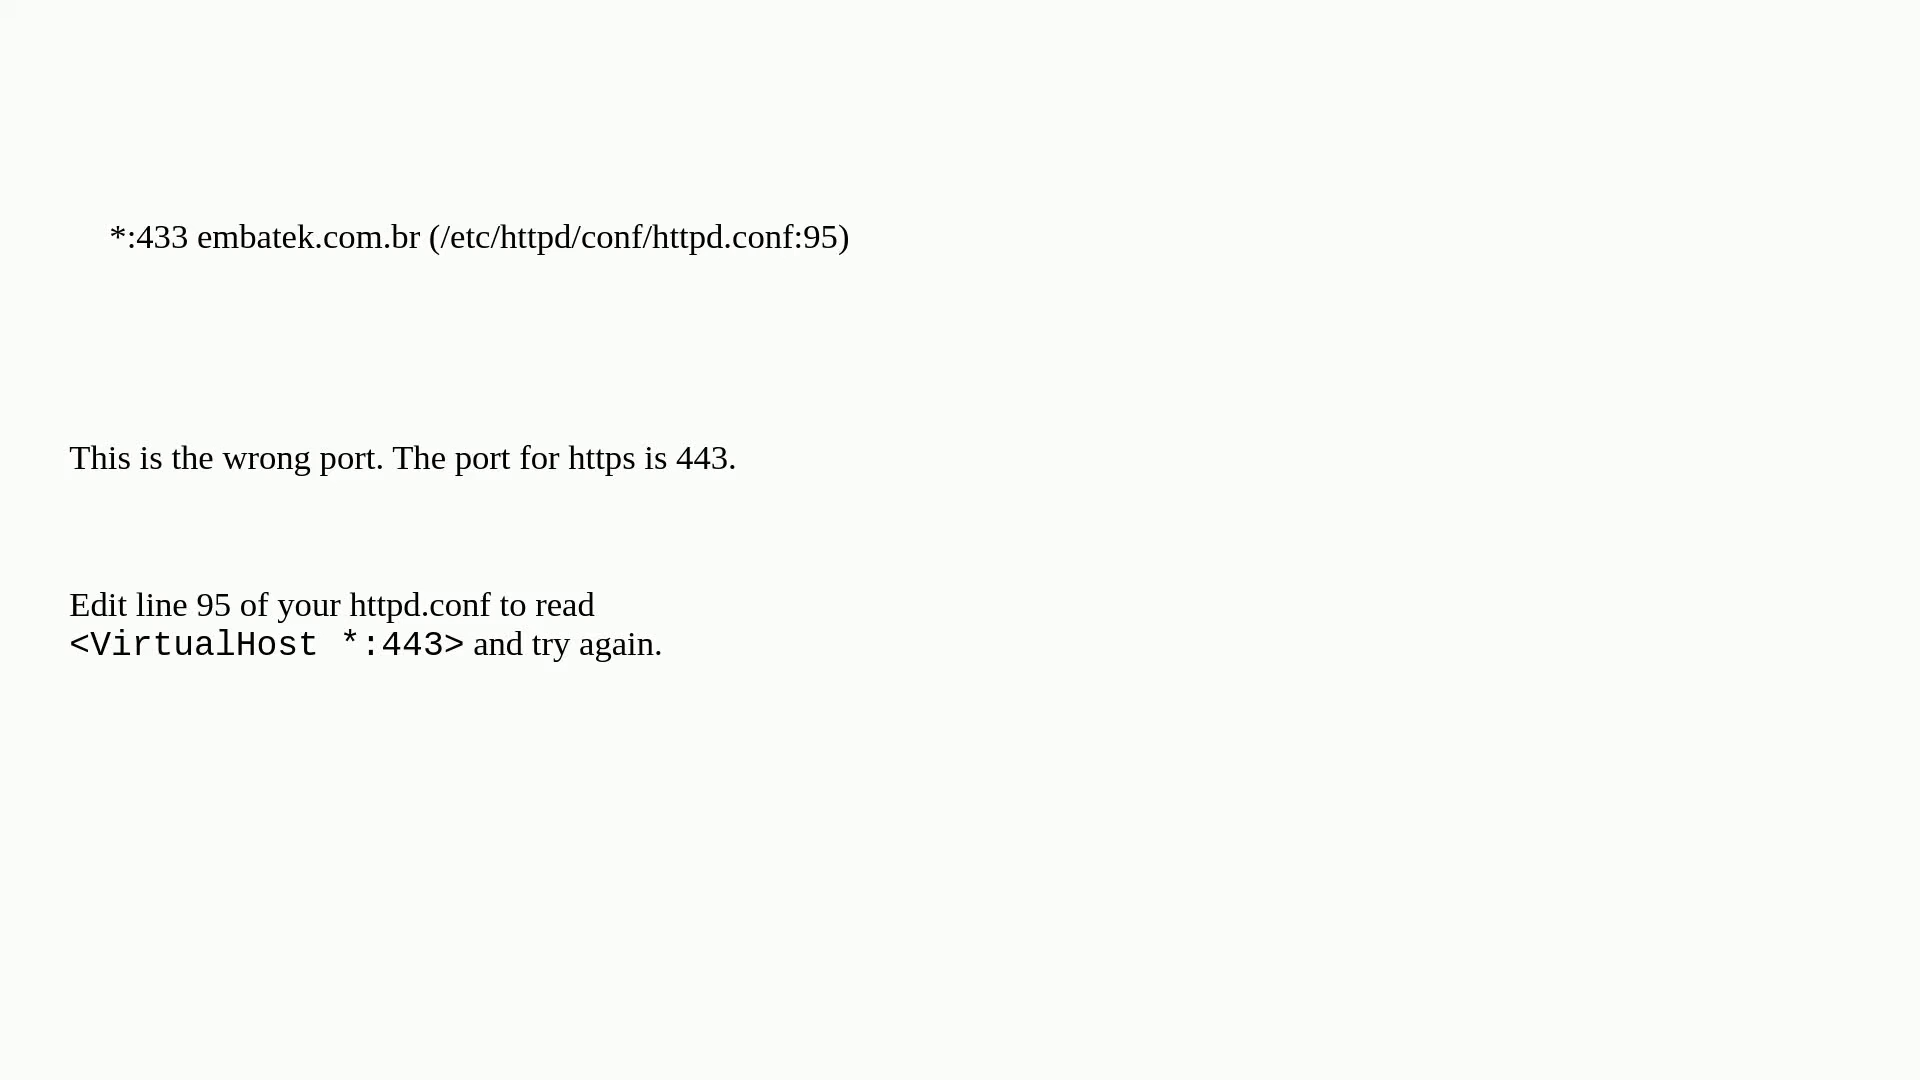 *:433 embatek.com.br (/etc/httpd/conf/httpd.conf:95)
This is the wrong port. The port for https is 443.
Edit line 95 of your httpd.conf to read
<VirtualHost *:443> and try again.